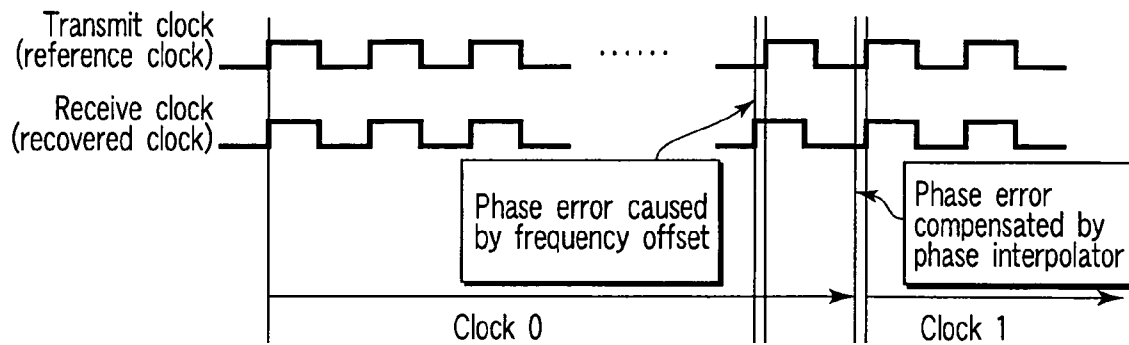 Transmit clock
(reference clock)
......
Receive clock
(recovered clock)
Phase error caused
by frequency offset
Phase error
compensated by
phase interpolator
Clock 0
Clock 1